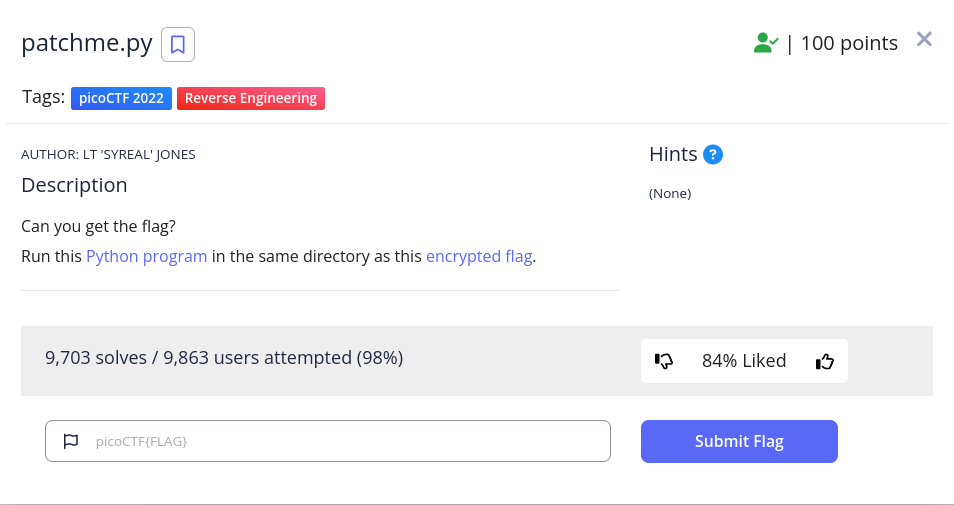 patchme.py
| 100 points
Tags: picoCTF 2022 Reverse Engineering
AUTHOR: LT 'SYREAL' JONES
Description
Can you get the flag?
Run this Python program in the same directory as this encrypted flag.
Hints ?
(None)
9,703 solves / 9,863 users attempted (98%)
84% Liked
picoCTF{FLAG}
Submit Flag